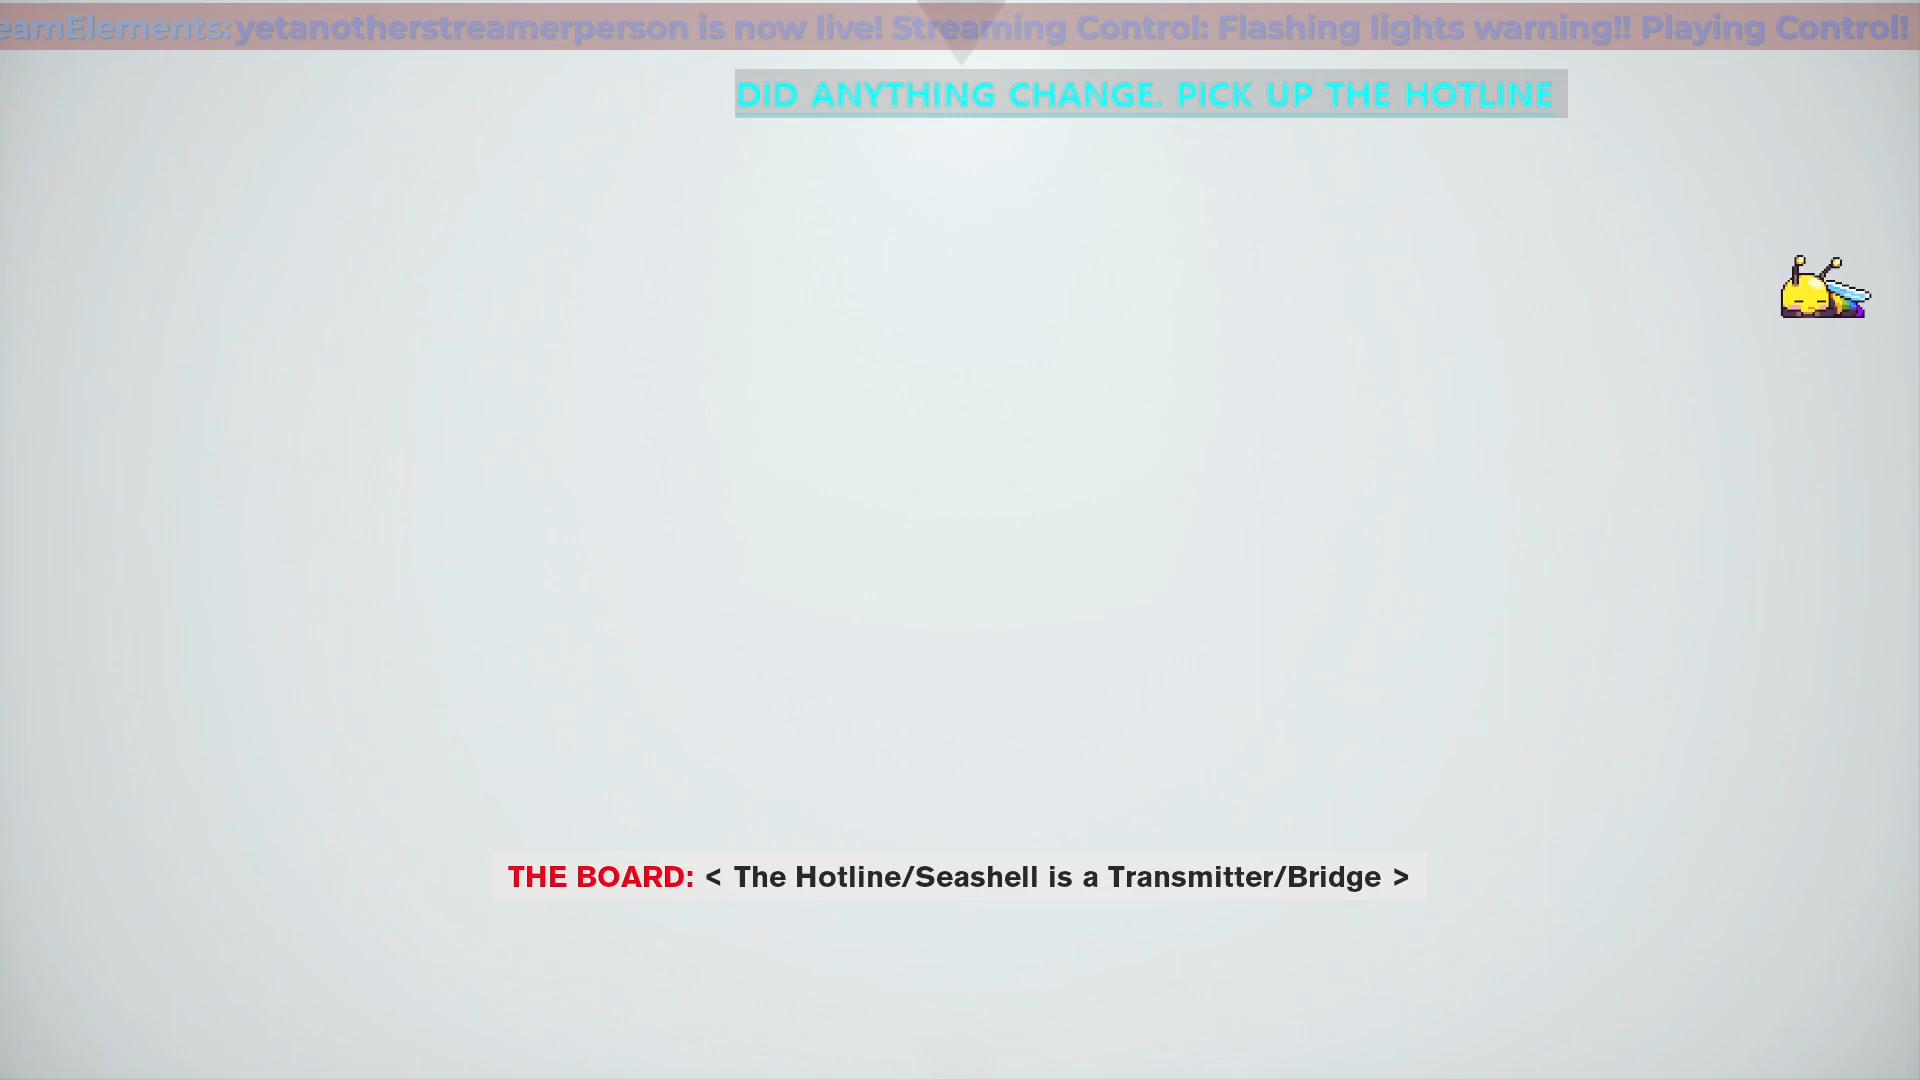 eamElements: yetanotherstreamerperson is now live! Streaming Control: Flashing lights warning!! Playing Control!
DID ANYTHING CHANGE. PICK UP THE HOTLINE
THE BOARD: < The Hotline/Seashell is a Transmitter/Bridge >